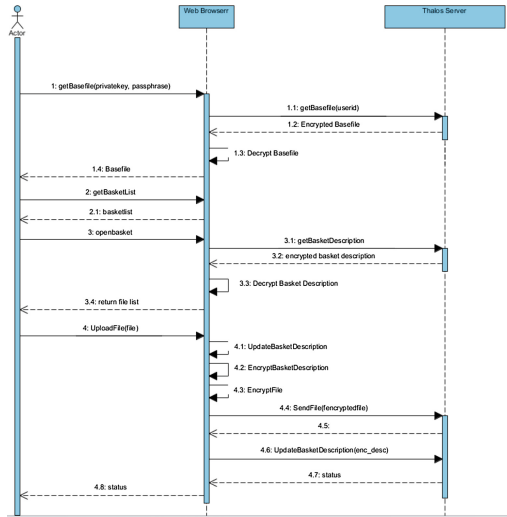 Web Browserr
Thalos Server
Actor
1: getBasefile(privatekey, passphrase)
1.1: getBasefile(userid)
1.2: Encrypted Basefile
1.3: Decrypt Basefile
1.4: Basefile
2: getBasketList
2.1: basketlist
3: openbasket
3.1: getBasketDescription
3.2: encrypted basket description
3.3: Decrypt Basket Description
3.4: return file list
4: UploadFile(file)
4.1: UpdateBasketDescription
4.2: EncryptBasketDescription
4.3: EncryptFile
4.4: SendFile(fencryptedfile)
4.5:
4.6: UpdateBasketDescription(enc_desc)
4.7: status
4.8: status